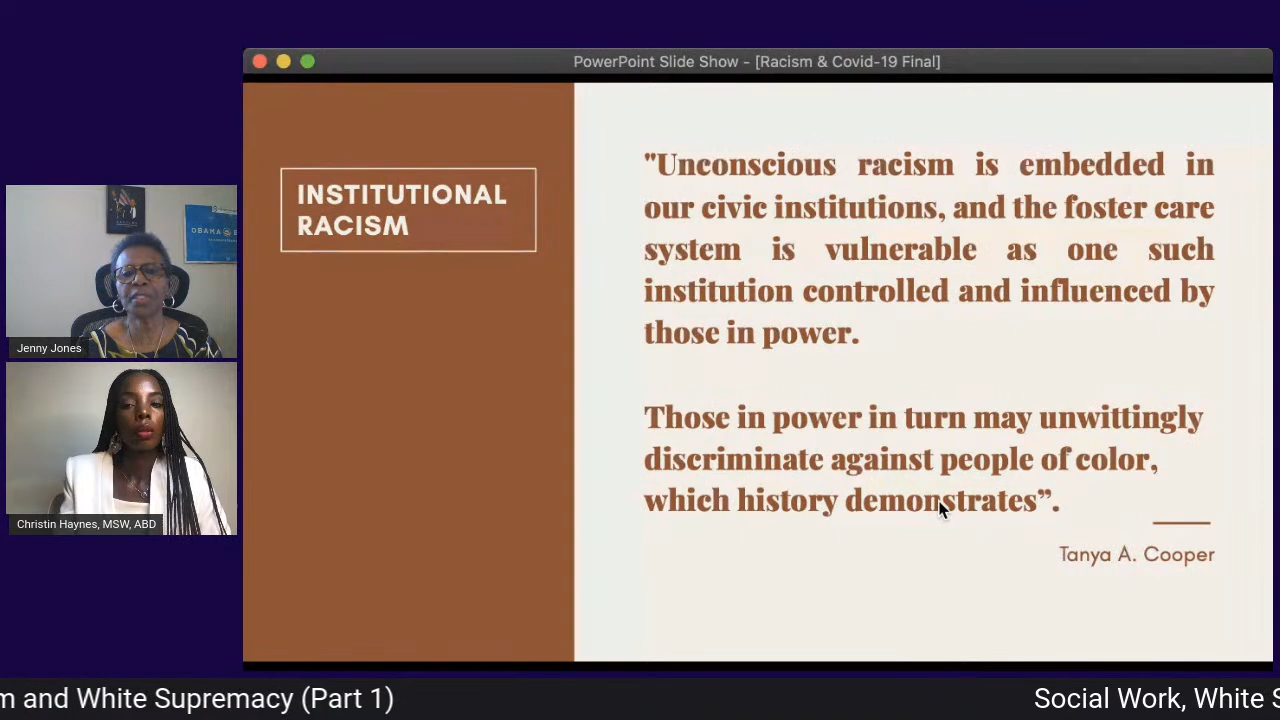 PowerPoint Slide Show - [Racism & Covid-19 Final]
INSTITUTIONAL
RACISM
"Unconscious racism is embedded in
our civic institutions, and the foster care
system is vulnerable as one such
institution controlled and influenced by
those in power.
Those in power in turn may unwittingly
discriminate against people of color,
which history demonstrates”.
Tanya A. Cooper
OBAMA
Jenny Jones
Christin Haynes, MSW, ABD
m and White Supremacy (Part 1)
Social Work, White S